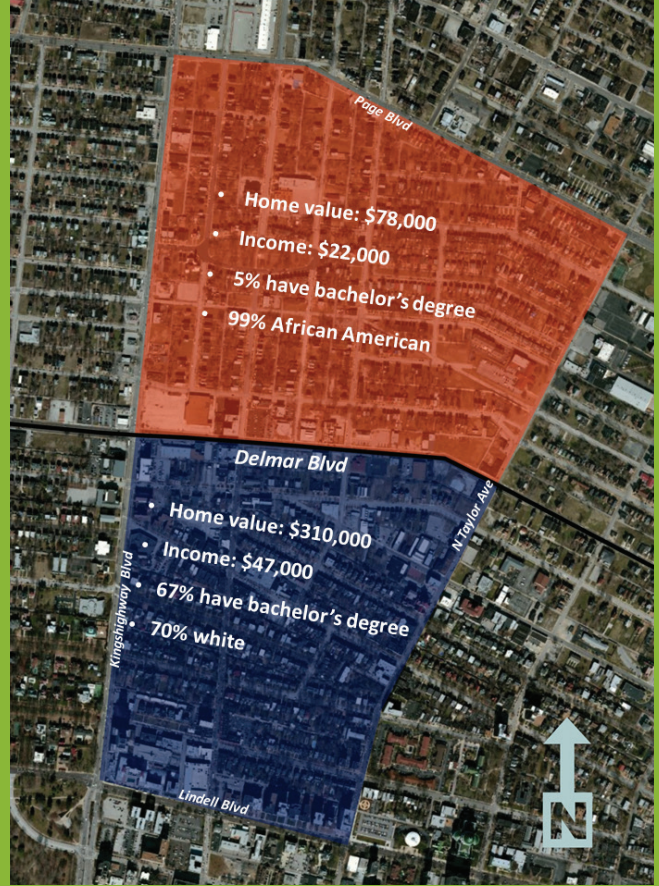 Page Blvd
• Home value: $78,000
• Income: $22,000
• 5% have bachelor’s degree
• 99% African American
Delmar Blvd
N Taylor Ave
• Home value: $310,000
• Income: $47,000
• 67% have bachelor’s degree
• 70% white
Kingshighway Blvd
Lindell Blvd
N